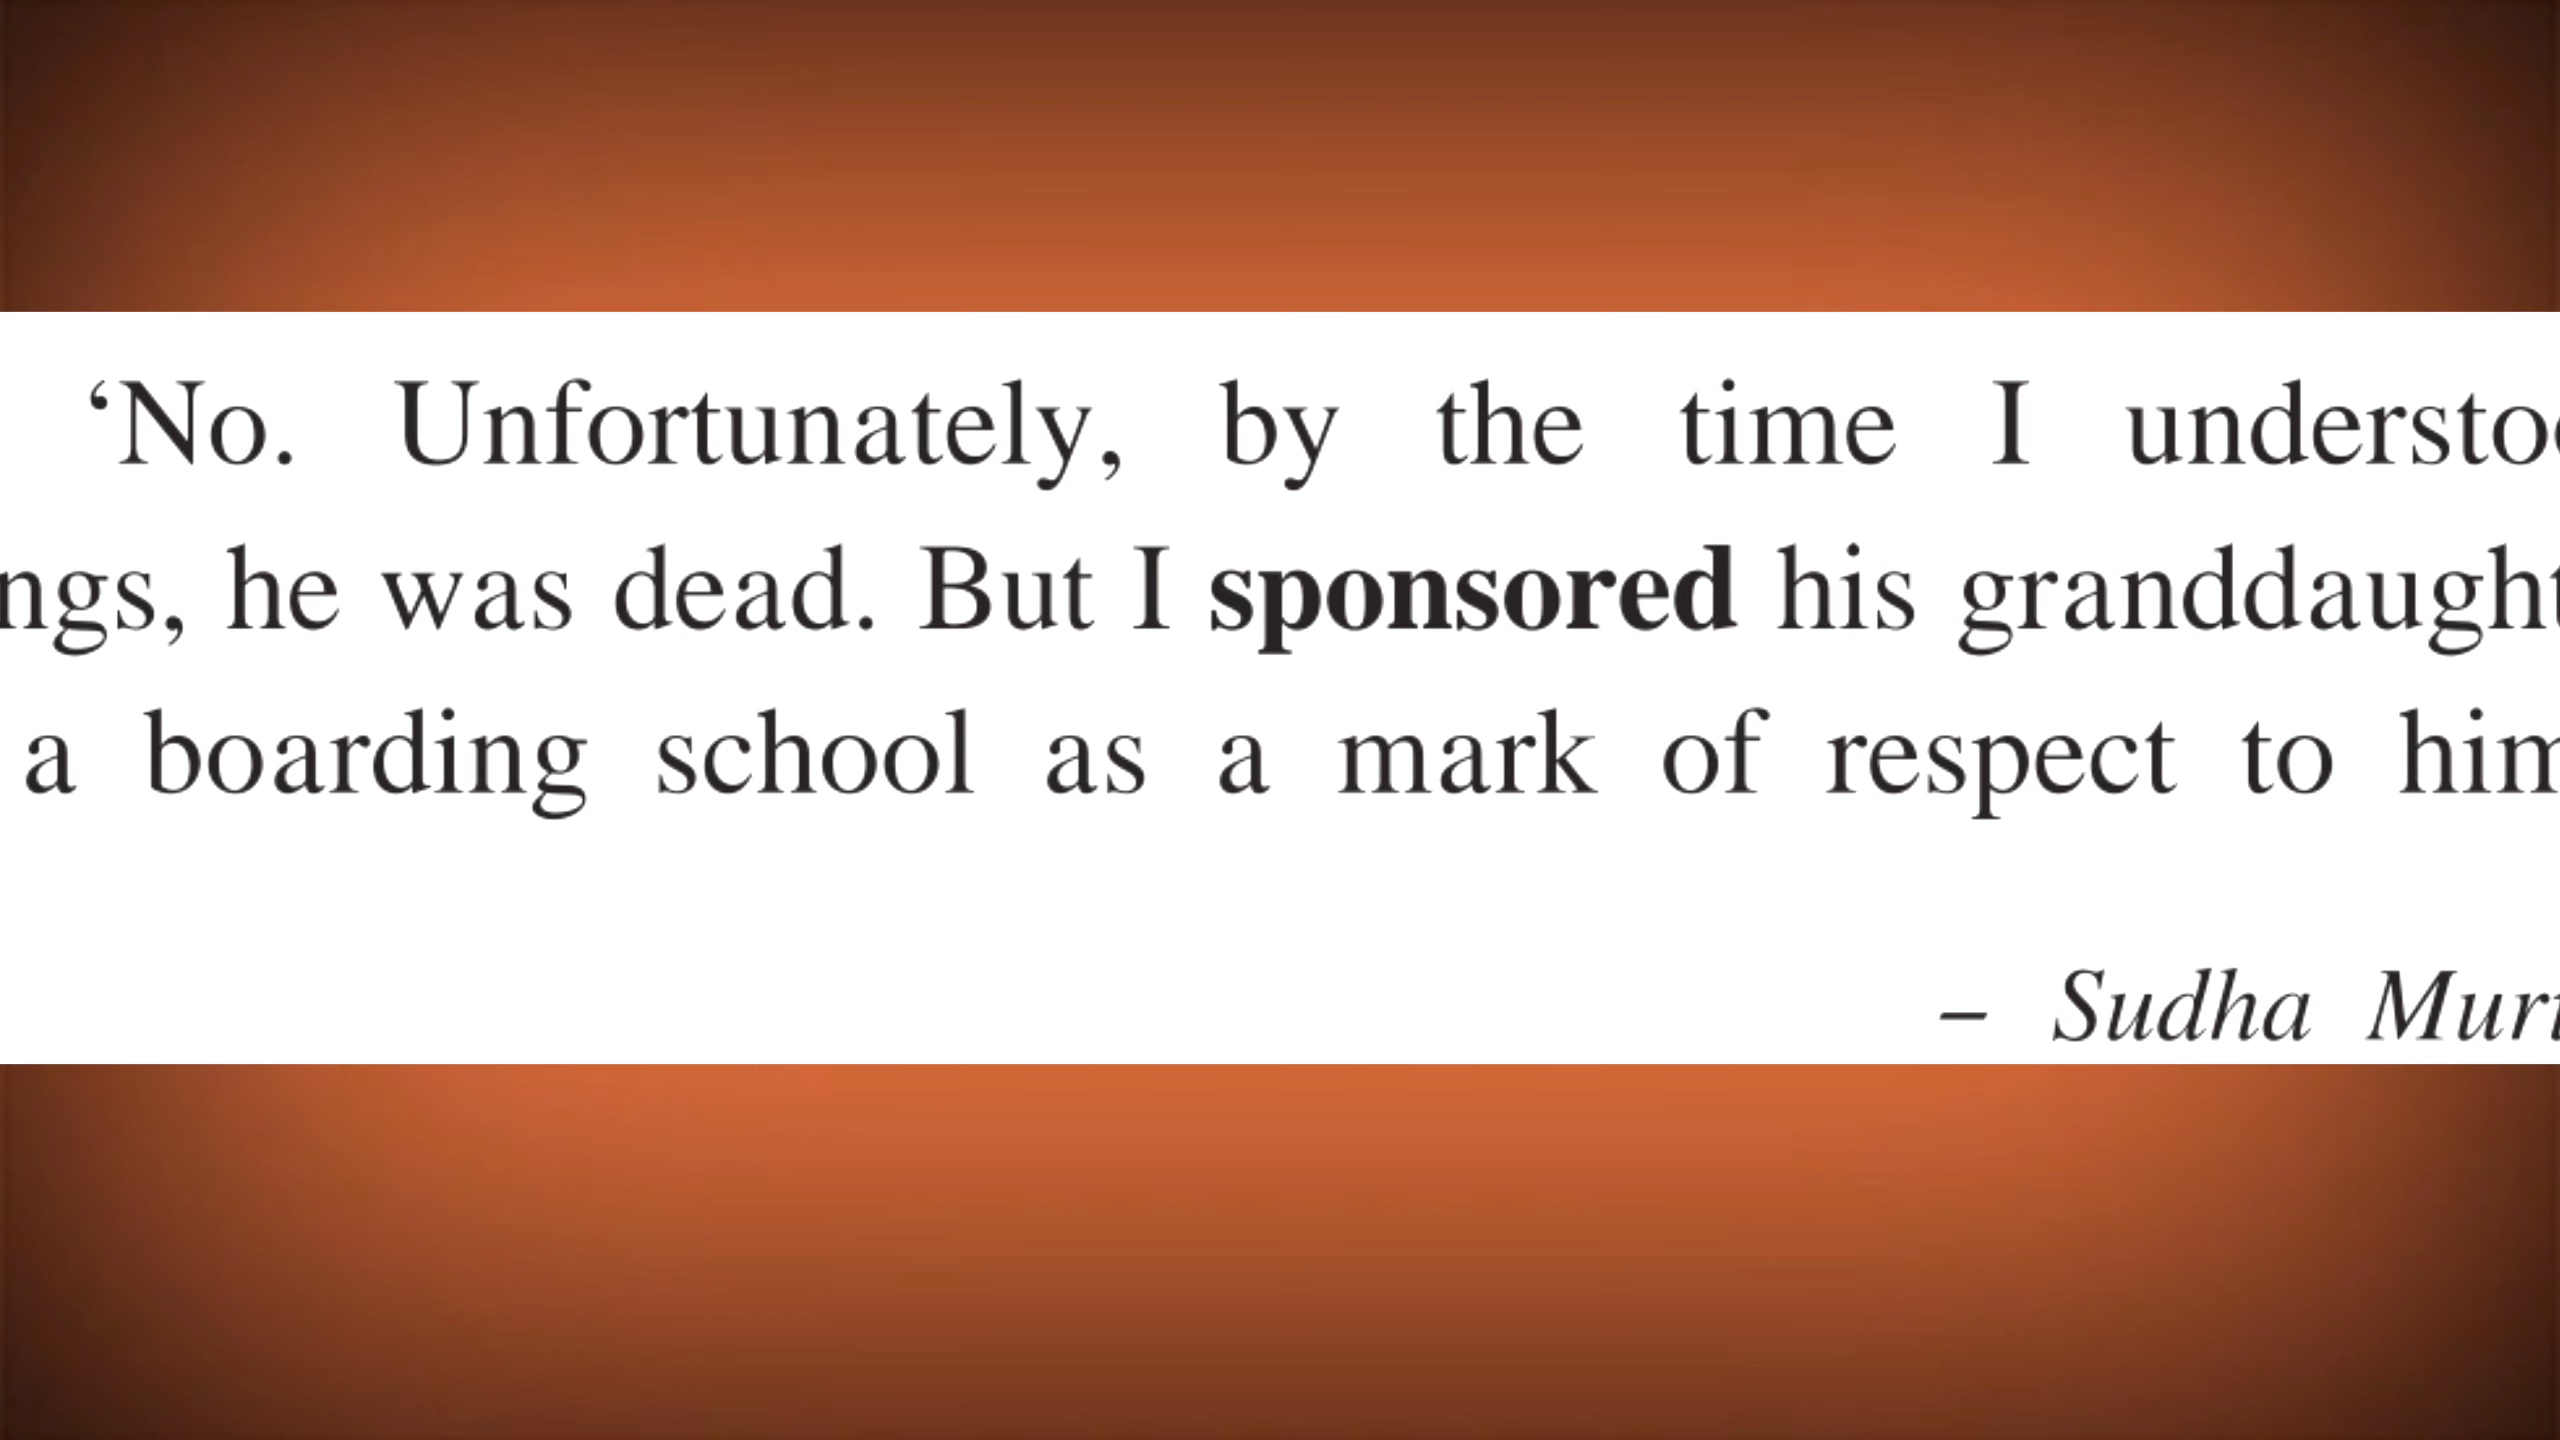 ‘No. Unfortunately, by the time I understoo
ngs, he was dead. But I sponsored his granddaught
a boarding school as a mark of respect to him
– Sudha Mur